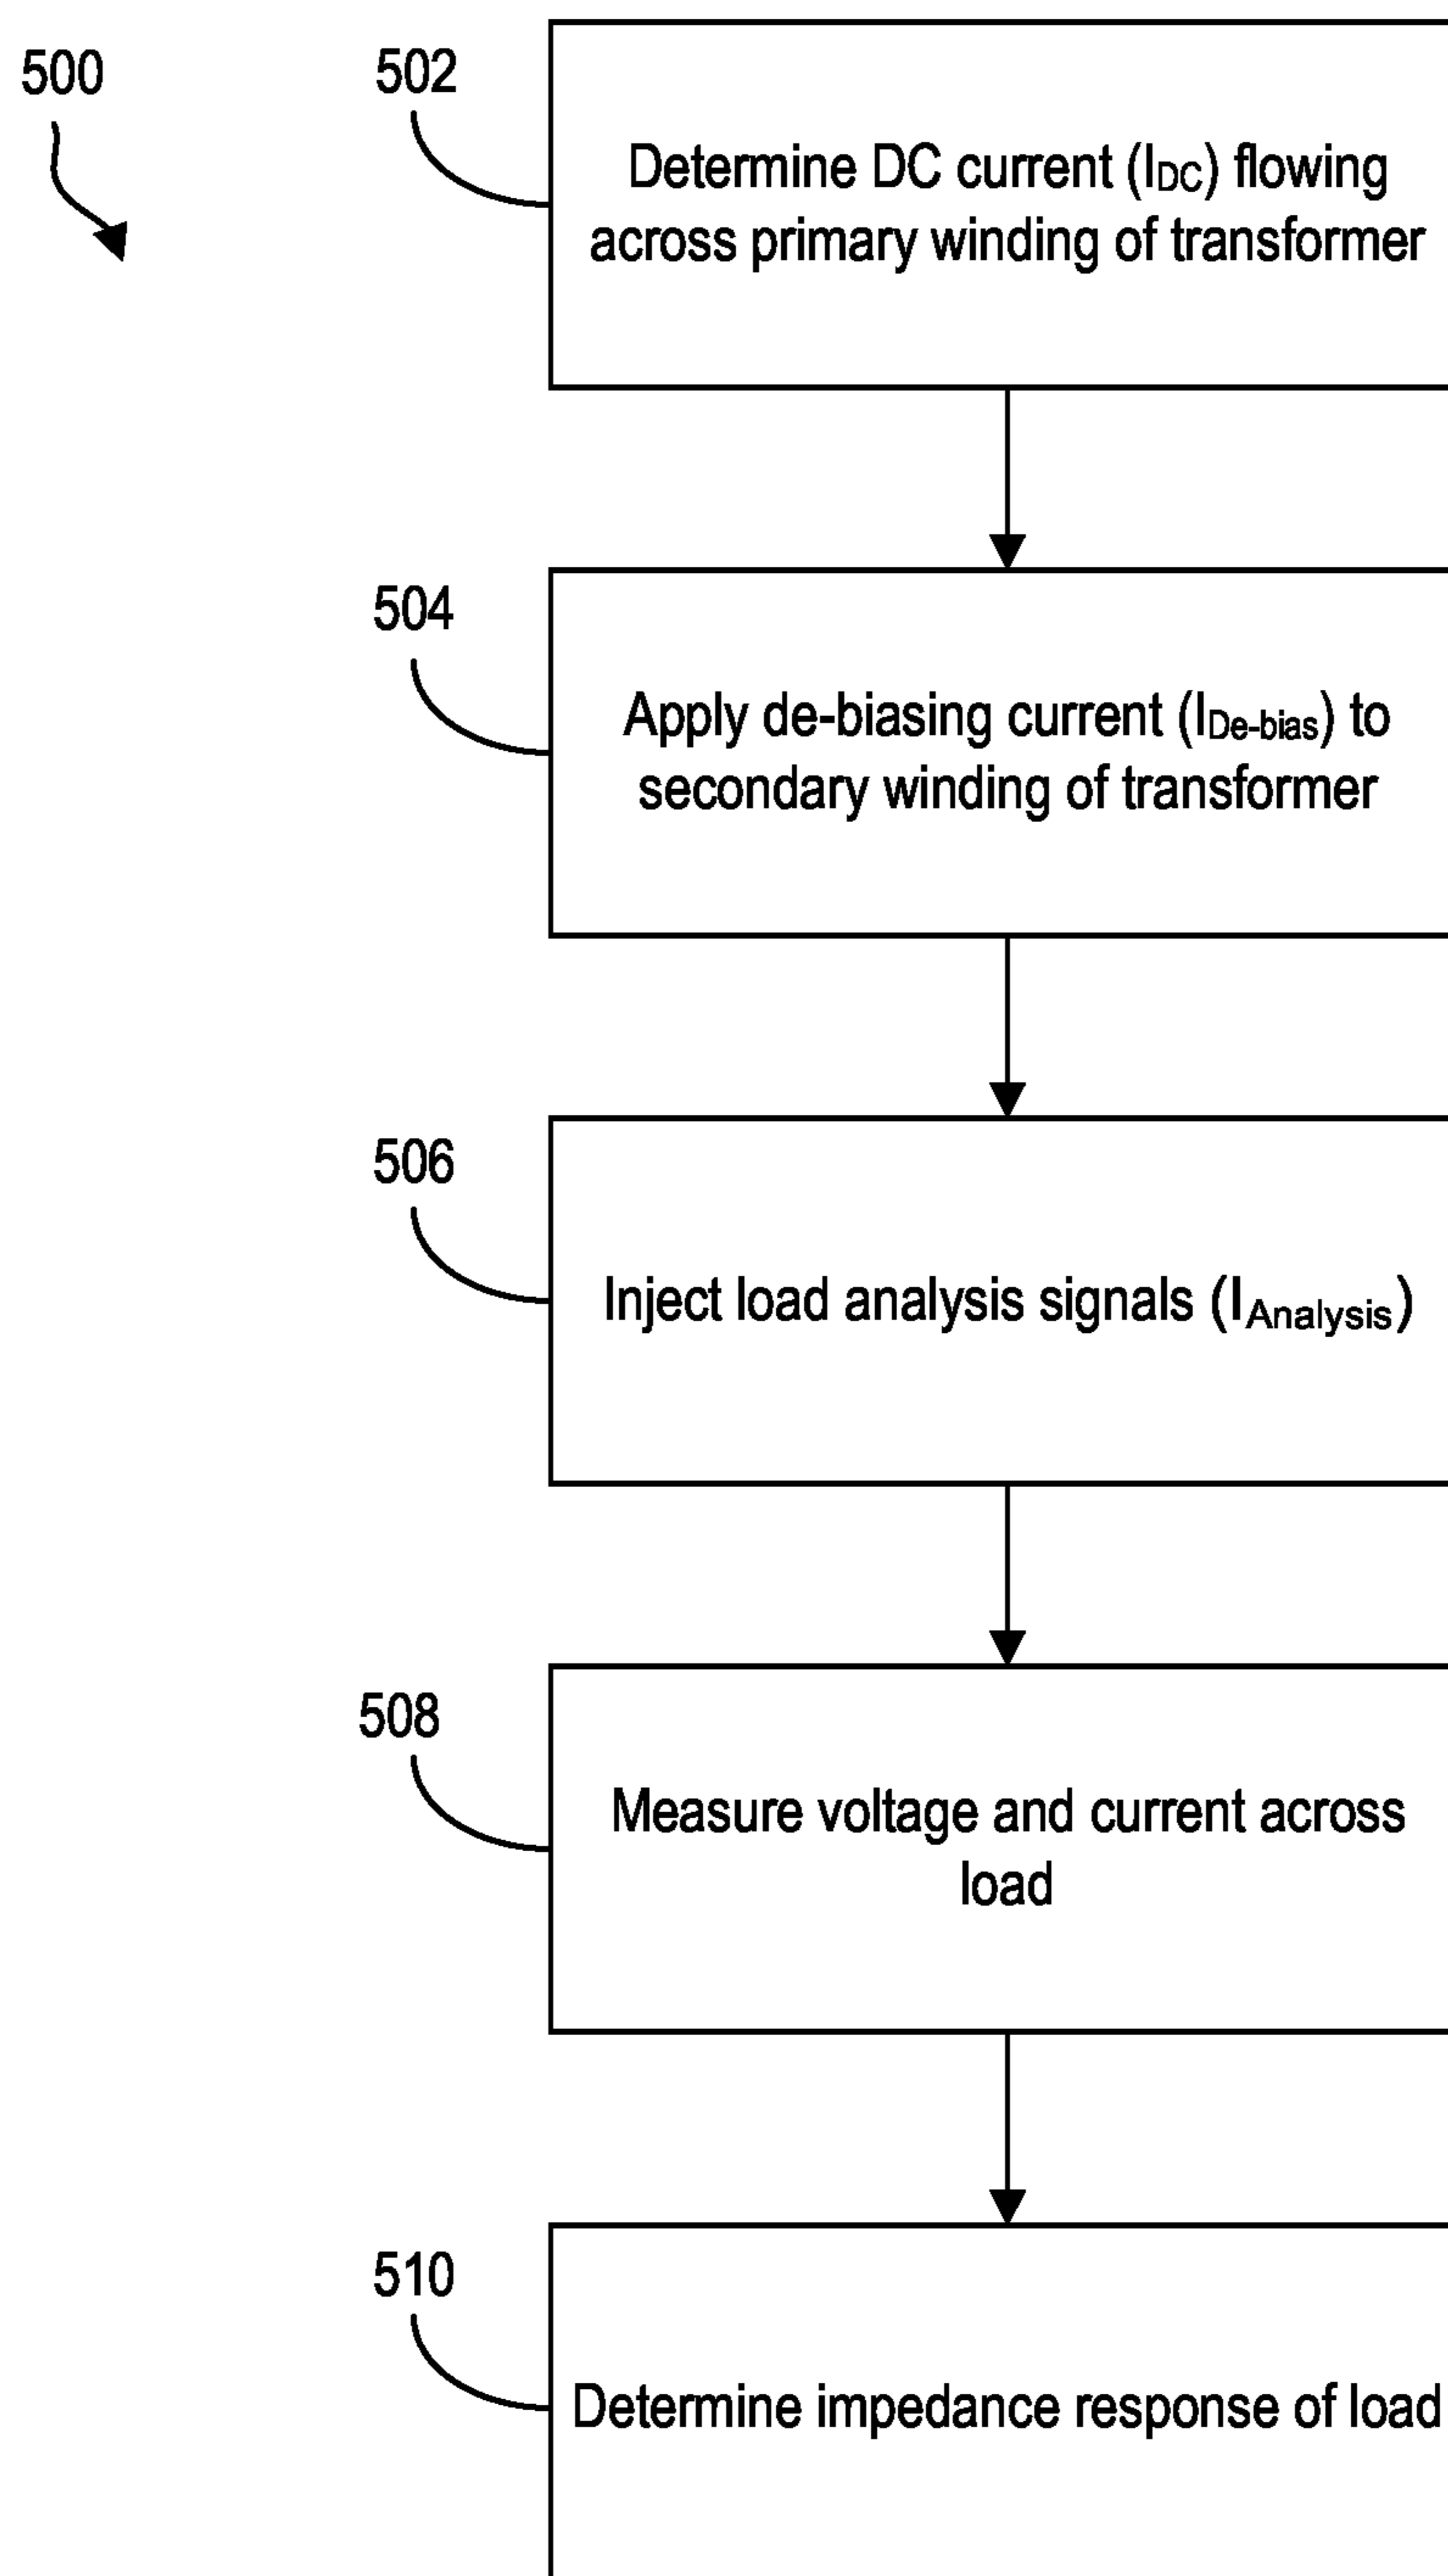 500
502
Determine DC current (IDC) flowing
across primary winding of transformer
504
Apply de-biasing current (IDe-bias) to
secondary winding of transformer
506
Inject load analysis signals (IAnalysis)
508
Measure voltage and current across
load
510
Determine impedance response of load